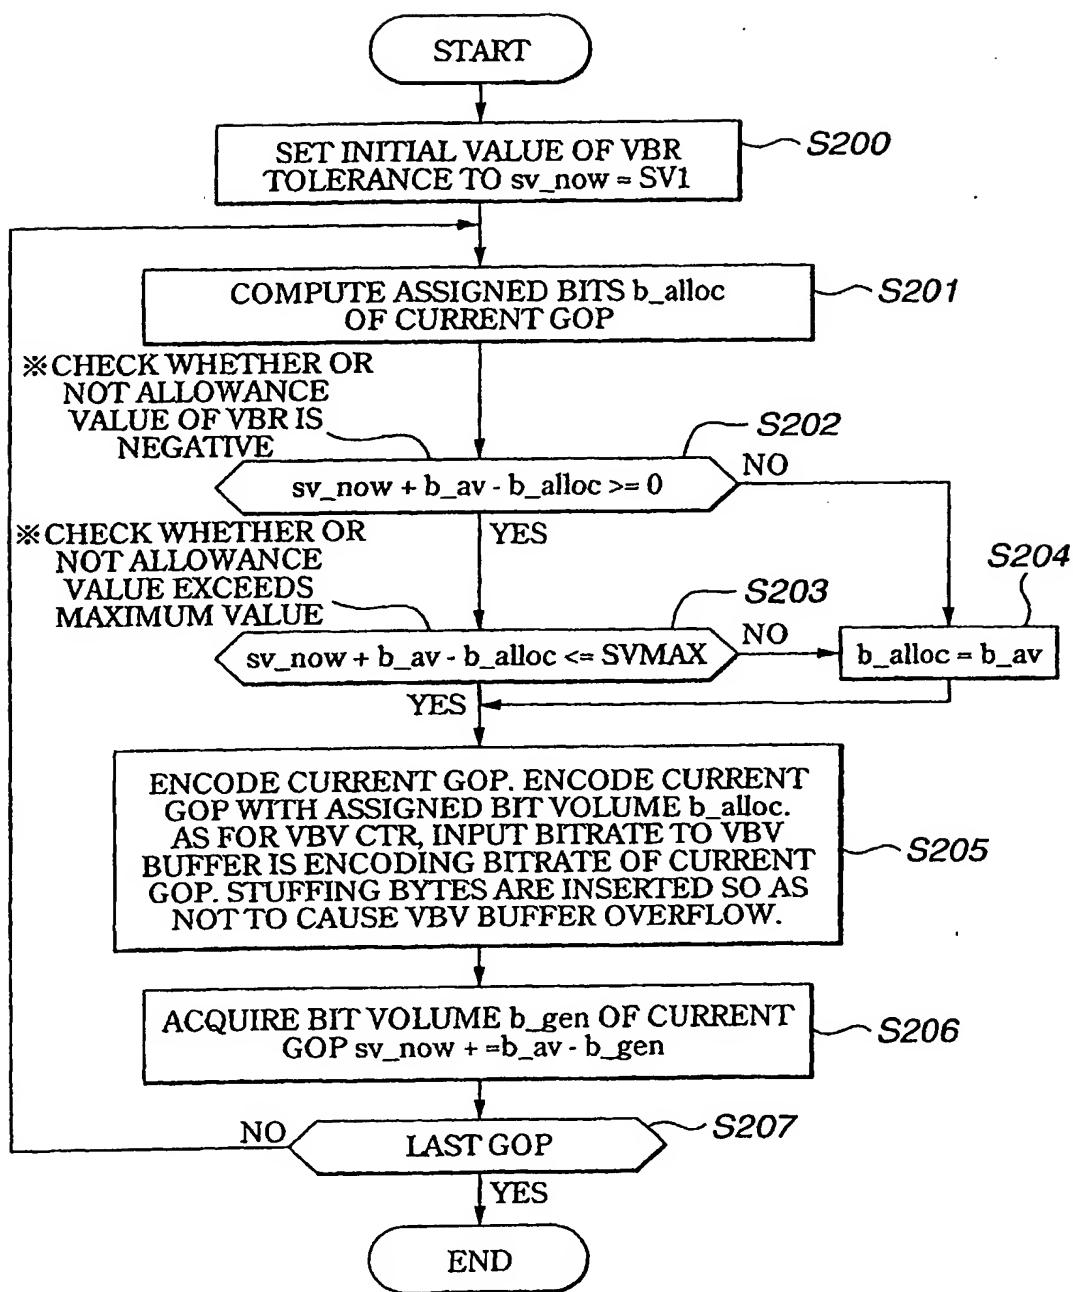 START
SET INITIAL VALUE OF VBR
TOLERANCE TO sv_now = SV1
S200
COMPUTE ASSIGNED BITS b_alloc
OF CURRENT GOP
S201
※CHECK WHETHER OR
NOT ALLOWANCE
VALUE OF VBR IS
NEGATIVE
S202
sv_now + b_av - b_alloc >= 0
NO
YES
※CHECK WHETHER OR
NOT ALLOWANCE
VALUE EXCEEDS
MAXIMUM VALUE
S203
sv_now + b_av - b_alloc <= SVMAX
NO
S204
b_alloc = b_av
YES
ENCODE CURRENT GOP. ENCODE CURRENT
GOP WITH ASSIGNED BIT VOLUME b_alloc.
AS FOR VBV CTR, INPUT BITRATE TO VBV
BUFFER IS ENCODING BITRATE OF CURRENT
GOP. STUFFING BYTES ARE INSERTED SO AS
NOT TO CAUSE VBV BUFFER OVERFLOW.
S205
ACQUIRE BIT VOLUME b_gen OF CURRENT
GOP sv_now + =b_av - b_gen
S206
NO
LAST GOP
S207
YES
END